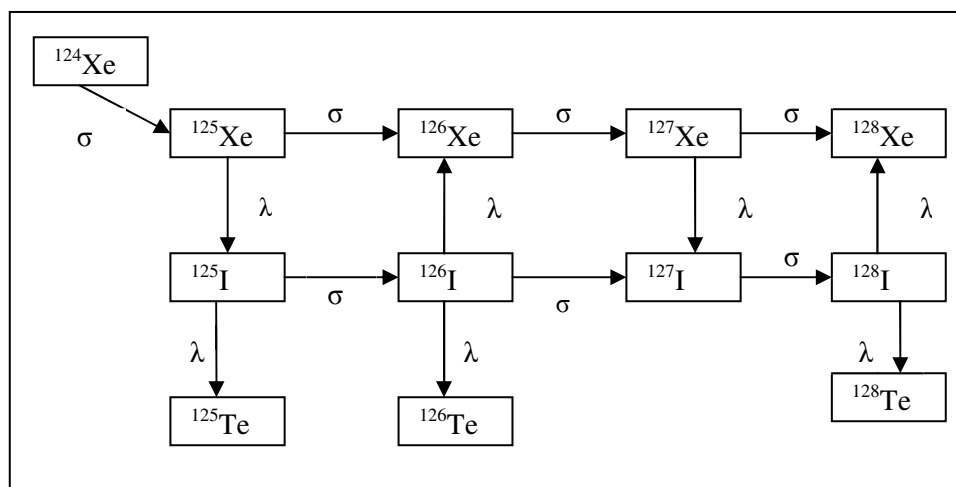 ¹²⁴Xe
σ
¹²⁵Xe σ ¹²⁶Xe σ ¹²⁷Xe σ ¹²⁸Xe
λ λ λ λ
¹²⁵I σ ¹²⁶I σ ¹²⁷I σ ¹²⁸I
λ λ λ
¹²⁵Te ¹²⁶Te ¹²⁸Te